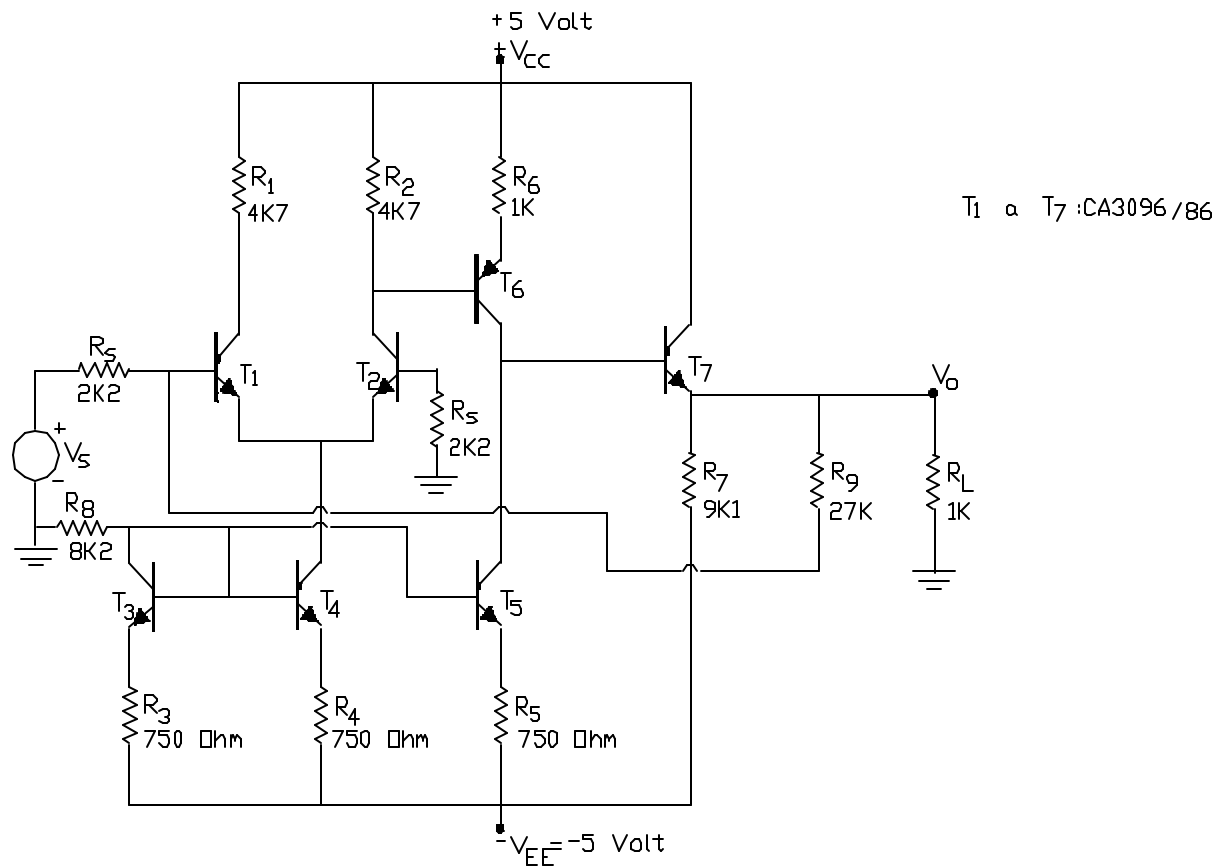 +5 Volt
+VCC
R1
4K7
R2
4K7
R6
1K
T1 a T7 :CA3096/86
T6
RS
2K2
T1
T2
T7
Vo
RS
2K2
+
VS
-
R7
9K1
R9
27K
RL
1K
R8
8K2
T3
T4
T5
R3
750 Ohm
R4
750 Ohm
R5
750 Ohm
-VEE=-5 Volt